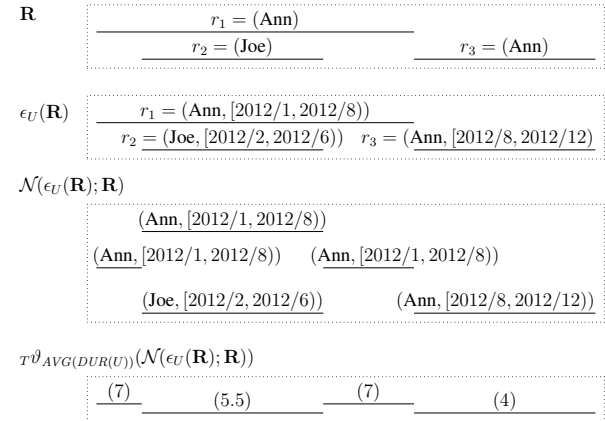 R
r₁ = (Ann)
r₂ = (Joe) r₃ = (Ann)
ϵ_U(R) r₁ = (Ann, [2012/1, 2012/8))
r₂ = (Joe, [2012/2, 2012/6)) r₃ = (Ann, [2012/8, 2012/12)
𝒩(ϵ_U(R); R)
(Ann, [2012/1, 2012/8))
(Ann, [2012/1, 2012/8)) (Ann, [2012/1, 2012/8))
(Joe, [2012/2, 2012/6)) (Ann, [2012/8, 2012/12))
_Tϑ_AVG(DUR(U))(𝒩(ϵ_U(R); R))
(7) (5.5) (7) (4)